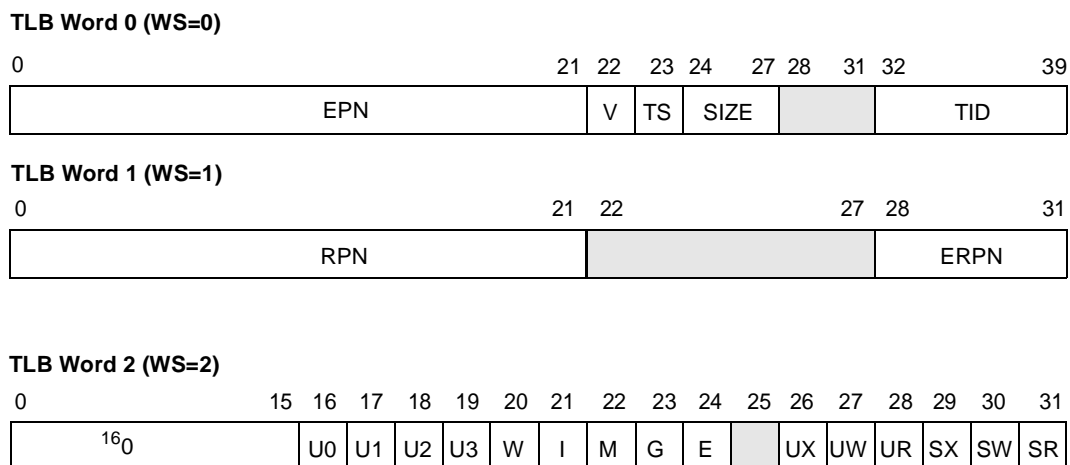 TLB Word 0 (WS=0)
0 21 22 23 24 27 28 31 32 39
EPN V TS SIZE TID
TLB Word 1 (WS=1)
0 21 22 27 28 31
RPN ERPN
TLB Word 2 (WS=2)
0 15 16 17 18 19 20 21 22 23 24 25 26 27 28 29 30 31
¹⁶0 U0 U1 U2 U3 W I M G E UX UW UR SX SW SR